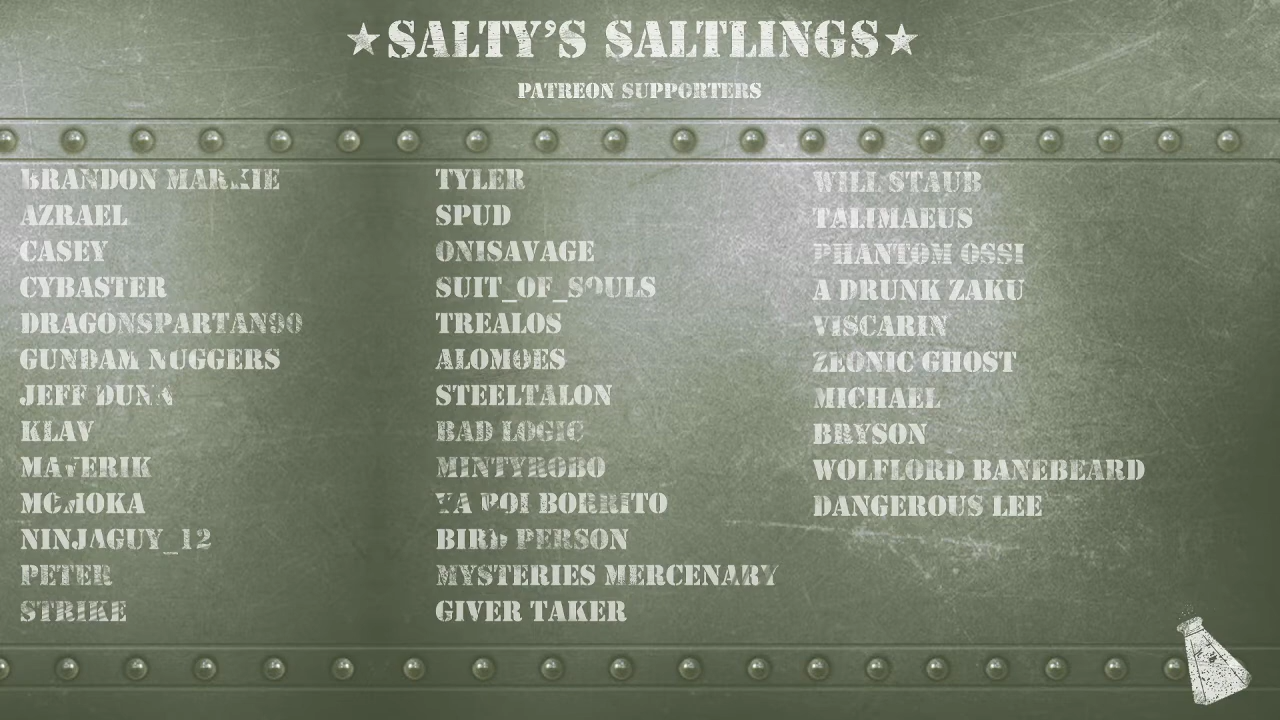 ★SALTY'S SALTLINGS★
PATREON SUPPORTERS
BRANDON MARKIE
AZRAEL
CASEY
CYBASTER
DRAGONSPARTAN90
GUNDAM NUGGERS
JEFF DUNN
KLAV
MAVERIK
MOMOKA
NINJAGUY_12
PETER
STRIKE
TYLER
SPUD
ONISAVAGE
SUIT_OF_SOULS
TREALOS
ALOMOES
STEELTALON
BAD LOGIC
MINTYROBO
YA BOI BORRITO
BIRD PERSON
MYSTERIES MERCENARY
GIVER TAKER
WILL STAUB
TALIMAEUS
PHANTOM OSSI
A DRUNK ZAKU
VISCARIN
ZEONIC GHOST
MICHAEL
BRYSON
WOLFLORD BANEBEARD
DANGEROUS LEE